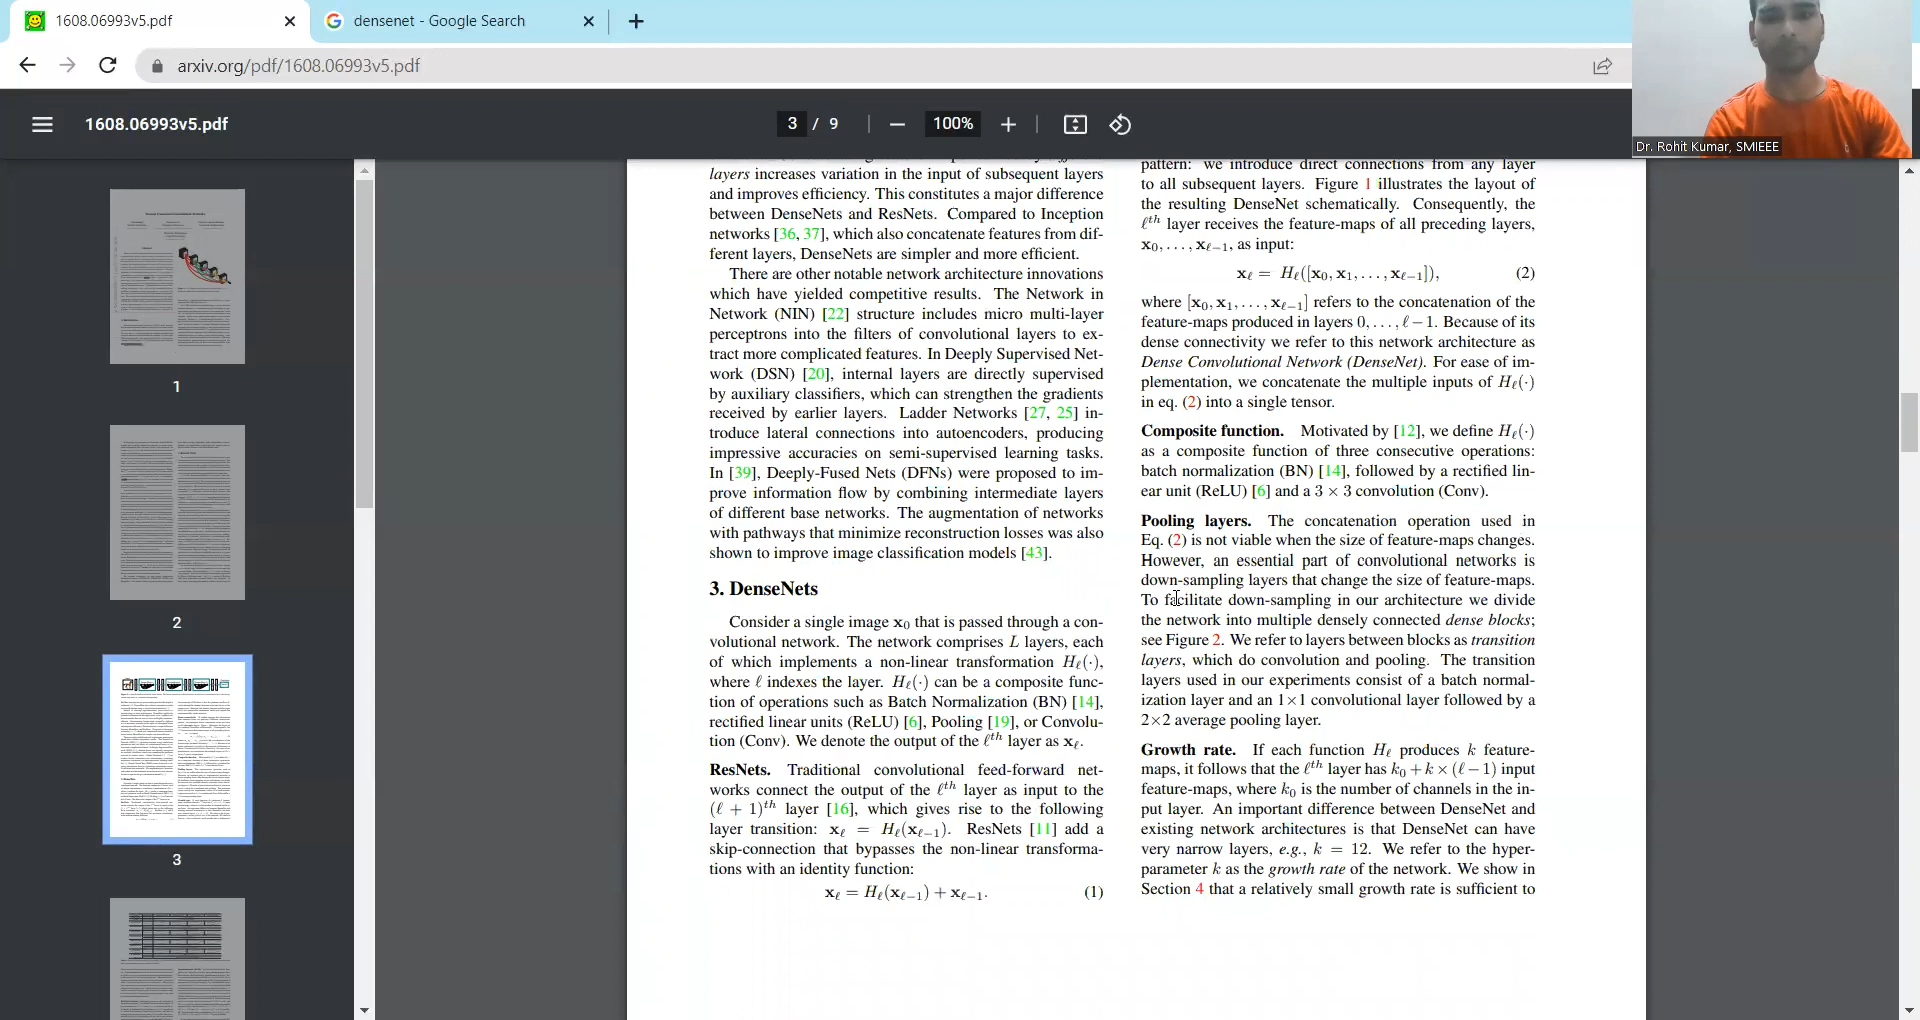 1608.06993v5.pdf
densenet - Google Search
arxiv.org/pdf/1608.06993v5.pdf
1608.06993v5.pdf
3 / 9
100%
Dr. Rohit Kumar, SMIEEE
1
2
3
layers increases variation in the input of subsequent layers
and improves efficiency. This constitutes a major difference
between DenseNets and ResNets. Compared to Inception
networks [36, 37], which also concatenate features from dif-
ferent layers, DenseNets are simpler and more efficient.
There are other notable network architecture innovations
which have yielded competitive results. The Network in
Network (NIN) [22] structure includes micro multi-layer
perceptrons into the filters of convolutional layers to ex-
tract more complicated features. In Deeply Supervised Net-
work (DSN) [20], internal layers are directly supervised
by auxiliary classifiers, which can strengthen the gradients
received by earlier layers. Ladder Networks [27, 25] in-
troduce lateral connections into autoencoders, producing
impressive accuracies on semi-supervised learning tasks.
In [39], Deeply-Fused Nets (DFNs) were proposed to im-
prove information flow by combining intermediate layers
of different base networks. The augmentation of networks
with pathways that minimize reconstruction losses was also
shown to improve image classification models [43].
3. DenseNets
Consider a single image x₀ that is passed through a con-
volutional network. The network comprises L layers, each
of which implements a non-linear transformation Hℓ(·),
where ℓ indexes the layer. Hℓ(·) can be a composite func-
tion of operations such as Batch Normalization (BN) [14],
rectified linear units (ReLU) [6], Pooling [19], or Convolu-
tion (Conv). We denote the output of the ℓth layer as xℓ.
ResNets. Traditional convolutional feed-forward net-
works connect the output of the ℓth layer as input to the
(ℓ + 1)th layer [16], which gives rise to the following
layer transition: xℓ = Hℓ(xℓ−1). ResNets [11] add a
skip-connection that bypasses the non-linear transforma-
tions with an identity function:
xℓ = Hℓ(xℓ−1) + xℓ−1. (1)
pattern: we introduce direct connections from any layer
to all subsequent layers. Figure 1 illustrates the layout of
the resulting DenseNet schematically. Consequently, the
ℓth layer receives the feature-maps of all preceding layers,
x₀, . . . , xℓ−1, as input:
xℓ = Hℓ([x₀, x₁, . . . , xℓ−1]), (2)
where [x₀, x₁, . . . , xℓ−1] refers to the concatenation of the
feature-maps produced in layers 0, . . . , ℓ−1. Because of its
dense connectivity we refer to this network architecture as
Dense Convolutional Network (DenseNet). For ease of im-
plementation, we concatenate the multiple inputs of Hℓ(·)
in eq. (2) into a single tensor.
Composite function. Motivated by [12], we define Hℓ(·)
as a composite function of three consecutive operations:
batch normalization (BN) [14], followed by a rectified lin-
ear unit (ReLU) [6] and a 3 × 3 convolution (Conv).
Pooling layers. The concatenation operation used in
Eq. (2) is not viable when the size of feature-maps changes.
However, an essential part of convolutional networks is
down-sampling layers that change the size of feature-maps.
To facilitate down-sampling in our architecture we divide
the network into multiple densely connected dense blocks;
see Figure 2. We refer to layers between blocks as transition
layers, which do convolution and pooling. The transition
layers used in our experiments consist of a batch normal-
ization layer and an 1×1 convolutional layer followed by a
2×2 average pooling layer.
Growth rate. If each function Hℓ produces k feature-
maps, it follows that the ℓth layer has k₀ + k × (ℓ − 1) input
feature-maps, where k₀ is the number of channels in the in-
put layer. An important difference between DenseNet and
existing network architectures is that DenseNet can have
very narrow layers, e.g., k = 12. We refer to the hyper-
parameter k as the growth rate of the network. We show in
Section 4 that a relatively small growth rate is sufficient to